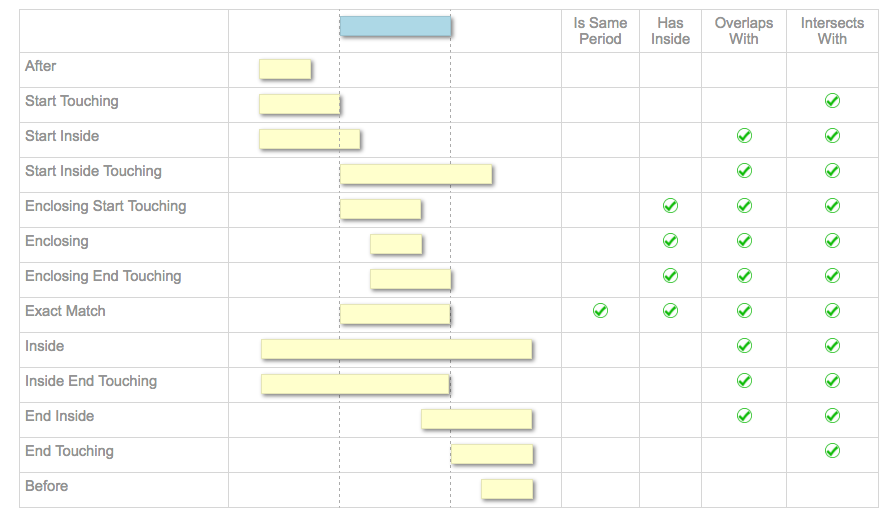 Is Same Has Overlaps Intersects
Period Inside With With
After
Start Touching
Start Inside
Start Inside Touching
Enclosing Start Touching
Enclosing
Enclosing End Touching
Exact Match
Inside
Inside End Touching
End Inside
End Touching
Before